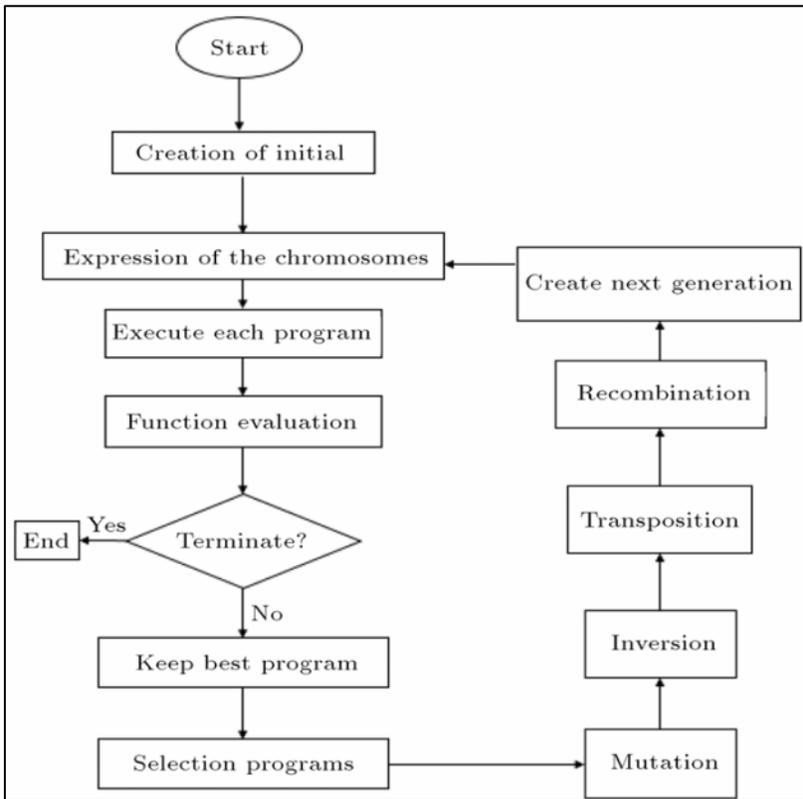 Start
Creation of initial
Expression of the chromosomes
Execute each program
Function evaluation
Terminate?
Yes
End
No
Keep best program
Selection programs
Mutation
Inversion
Transposition
Recombination
Create next generation